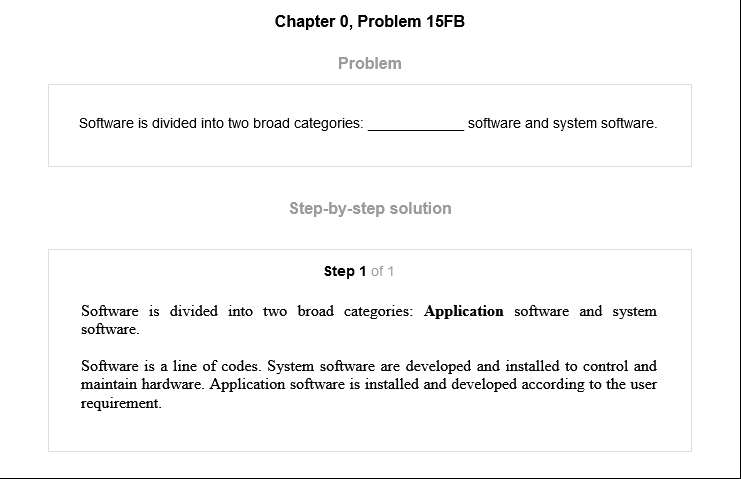 Chapter 0, Problem 15FB
Problem
Software is divided into two broad categories: ____________ software and system software.
Step-by-step solution
Step 1 of 1
Software is divided into two broad categories: Application software and system
software.
Software is a line of codes. System software are developed and installed to control and
maintain hardware. Application software is installed and developed according to the user
requirement.